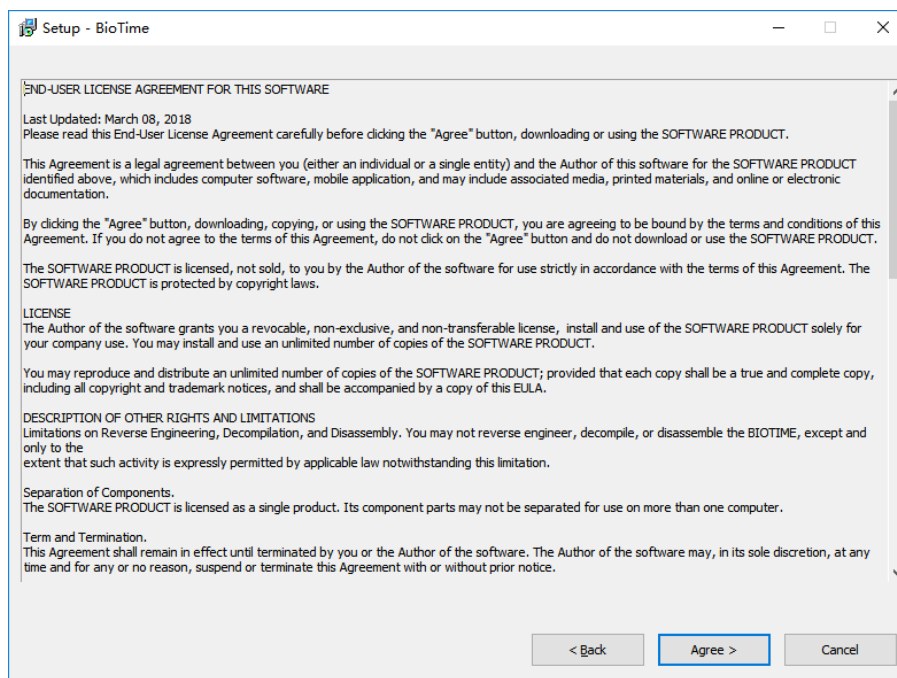 Setup - BioTime
END-USER LICENSE AGREEMENT FOR THIS SOFTWARE
Last Updated: March 08, 2018
Please read this End-User License Agreement carefully before clicking the "Agree" button, downloading or using the SOFTWARE PRODUCT.
This Agreement is a legal agreement between you (either an individual or a single entity) and the Author of this software for the SOFTWARE PRODUCT
identified above, which includes computer software, mobile application, and may include associated media, printed materials, and online or electronic
documentation.
By clicking the "Agree" button, downloading, copying, or using the SOFTWARE PRODUCT, you are agreeing to be bound by the terms and conditions of this
Agreement. If you do not agree to the terms of this Agreement, do not click on the "Agree" button and do not download or use the SOFTWARE PRODUCT.
The SOFTWARE PRODUCT is licensed, not sold, to you by the Author of the software for use strictly in accordance with the terms of this Agreement. The
SOFTWARE PRODUCT is protected by copyright laws.
LICENSE
The Author of the software grants you a revocable, non-exclusive, and non-transferable license,  install and use of the SOFTWARE PRODUCT solely for
your company use. You may install and use an unlimited number of copies of the SOFTWARE PRODUCT.
You may reproduce and distribute an unlimited number of copies of the SOFTWARE PRODUCT; provided that each copy shall be a true and complete copy,
including all copyright and trademark notices, and shall be accompanied by a copy of this EULA.
DESCRIPTION OF OTHER RIGHTS AND LIMITATIONS
Limitations on Reverse Engineering, Decompilation, and Disassembly. You may not reverse engineer, decompile, or disassemble the BIOTIME, except and
only to the
extent that such activity is expressly permitted by applicable law notwithstanding this limitation.
Separation of Components.
The SOFTWARE PRODUCT is licensed as a single product. Its component parts may not be separated for use on more than one computer.
Term and Termination.
This Agreement shall remain in effect until terminated by you or the Author of the software. The Author of the software may, in its sole discretion, at any
time and for any or no reason, suspend or terminate this Agreement with or without prior notice.
< Back
Agree >
Cancel